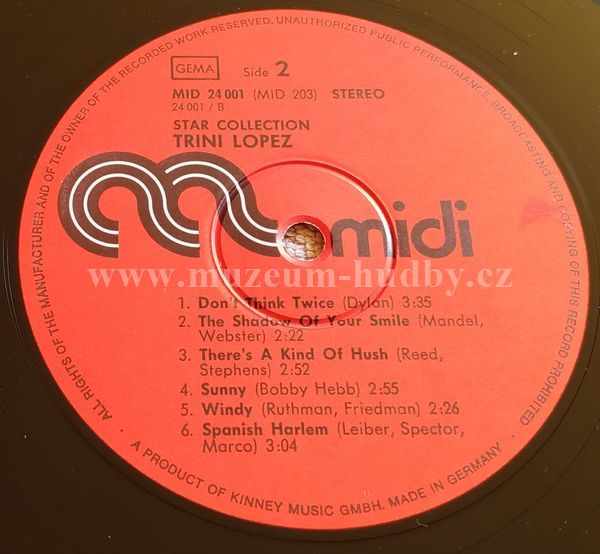 ALL RIGHTS OF THE MANUFACTURER AND OF THE OWNER OF THE RECORDED WORK RESERVED. UNAUTHORIZED PUBLIC PERFORMANCE, BROADCASTING AND COPYING OF THIS RECORD PROHIBITED
GEMA Side 2
MID 24 001 (MID 203) STEREO
24 001 / B
STAR COLLECTION
TRINI LOPEZ
midi
www.muzeum-hudby.cz
1. Don't Think Twice (Dylan) 3:35
2. The Shadow Of Your Smile (Mandel,
Webster) 2:22
3. There's A Kind Of Hush (Reed,
Stephens) 2:52
4. Sunny (Bobby Hebb) 2:55
5. Windy (Ruthman, Friedman) 2:26
6. Spanish Harlem (Leiber, Spector,
Marco) 3:04
• A PRODUCT OF KINNEY MUSIC GMBH. MADE IN GERMANY •